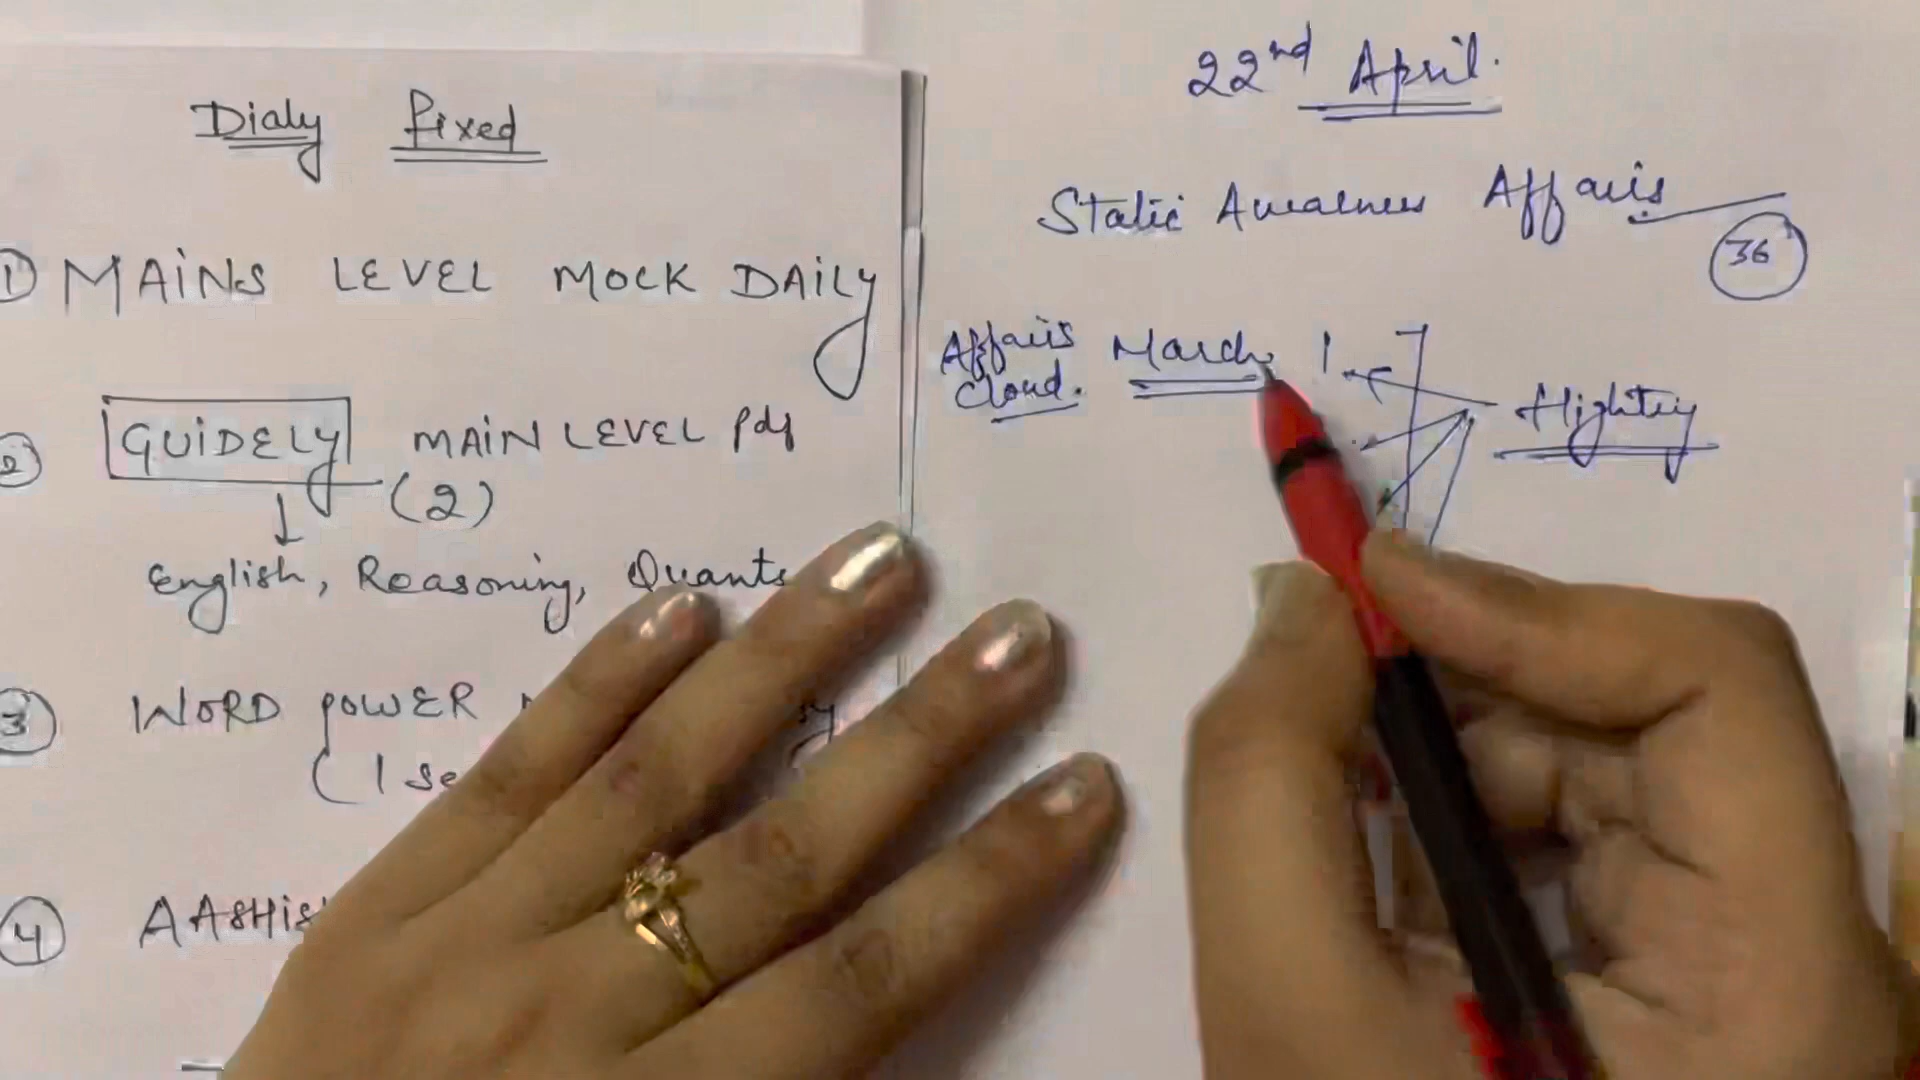 Dialy fixed
① MAINS LEVEL MOCK DAILY
② GUIDELY MAIN LEVEL Pdf
(2)
English, Reasoning, Quants
③ WORD POWER
(1 Se
④ AASHIS
22nd April.
Static Awareness Affairs
36
Affairs Cloud. March 1